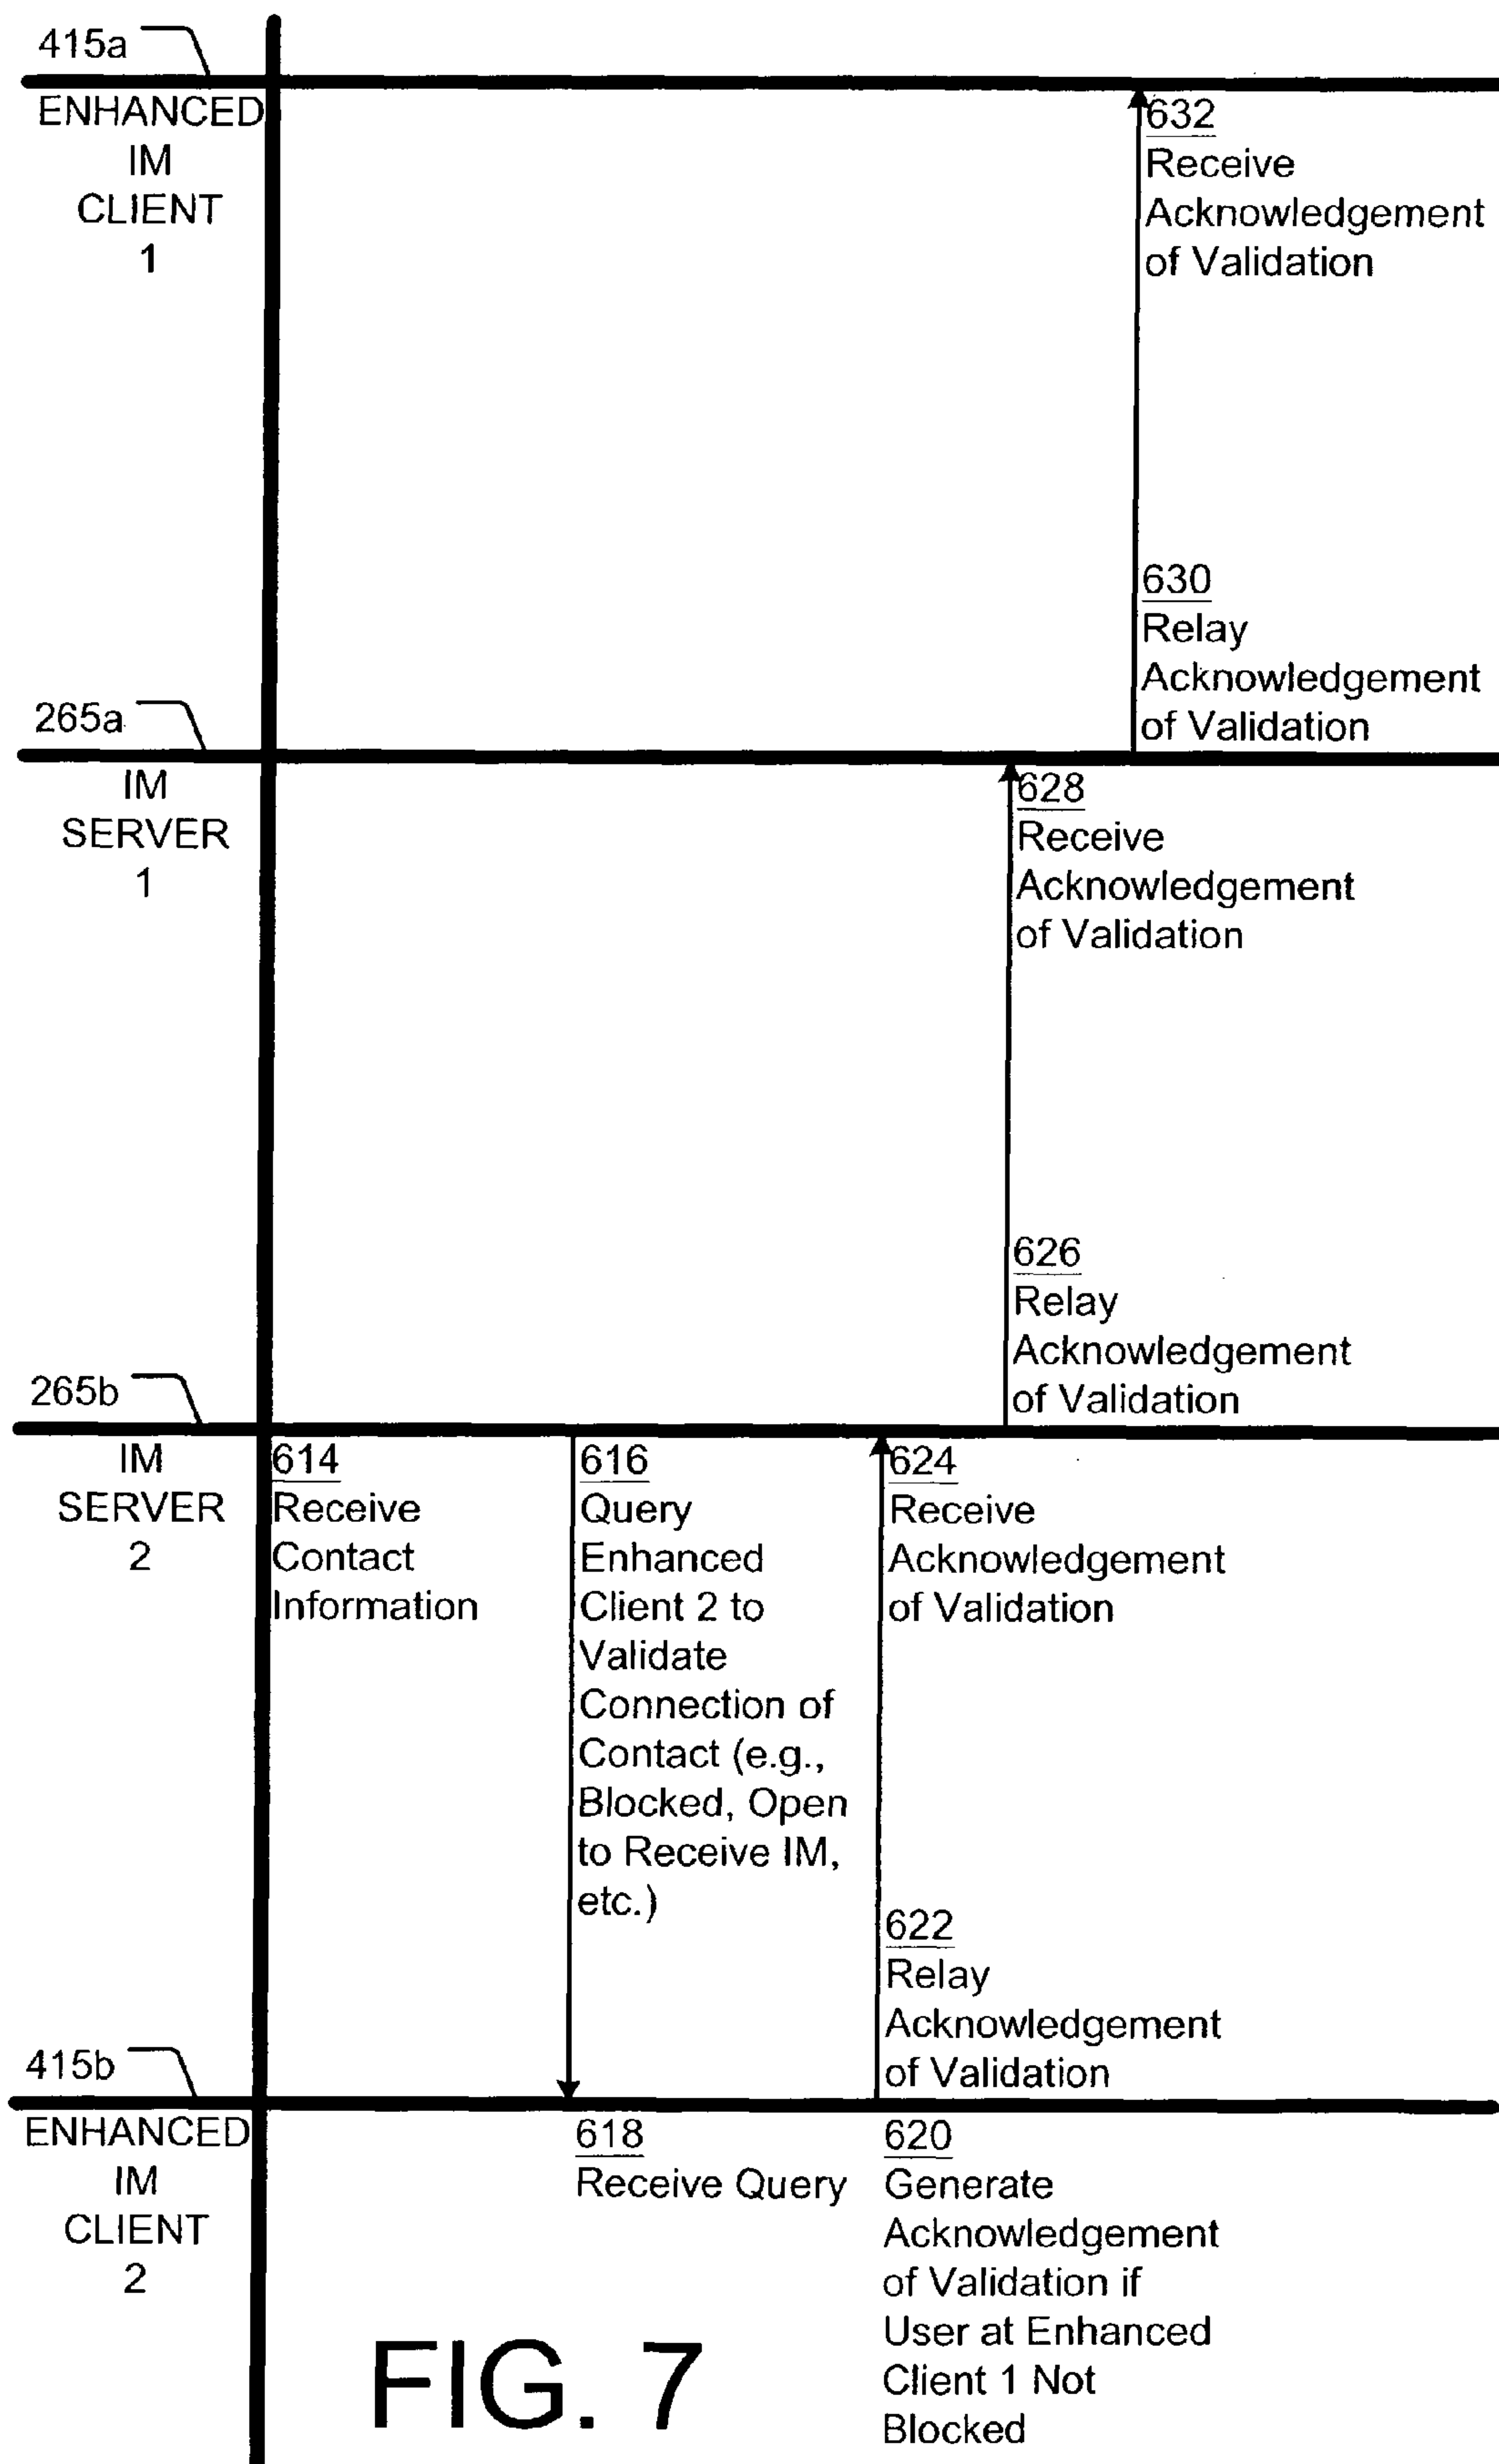 415a
ENHANCED
IM
CLIENT
1
632
Receive
Acknowledgement
of Validation
630
Relay
Acknowledgement
of Validation
265a
IM
SERVER
1
628
Receive
Acknowledgement
of Validation
626
Relay
Acknowledgement
of Validation
265b
IM
SERVER
2
614
Receive
Contact
Information
616
Query
Enhanced
Client 2 to
Validate
Connection of
Contact (e.g.,
Blocked, Open
to Receive IM,
etc.)
624
Receive
Acknowledgement
of Validation
622
Relay
Acknowledgement
of Validation
415b
ENHANCED
IM
CLIENT
2
618
Receive Query
620
Generate
Acknowledgement
of Validation if
User at Enhanced
Client 1 Not
Blocked
FIG. 7